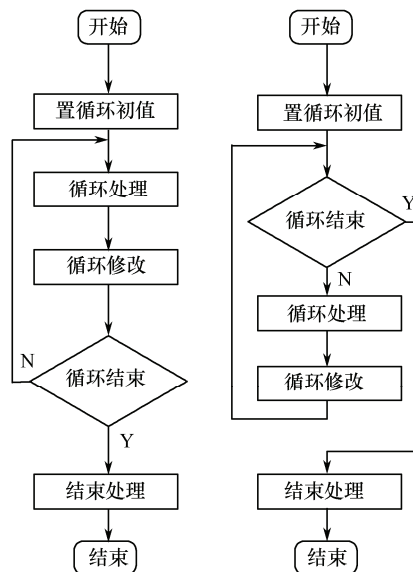 开始
置循环初值
循环处理
循环修改
N
循环结束
Y
结束处理
结束
开始
置循环初值
Y
循环结束
N
循环处理
循环修改
结束处理
结束